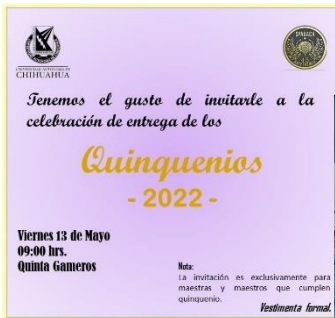 UNIVERSIDAD AUTÓNOMA DE
CHIHUAHUA
Tenemos el gusto de invitarle a la
celebración de entrega de los
Quinquenios
- 2022 -
Viernes 13 de Mayo
09:00 hrs.
Quinta Gameros
Nota:
La invitación es exclusivamente para
maestras y maestros que cumplen
quinquenio.
Vestimenta formal.